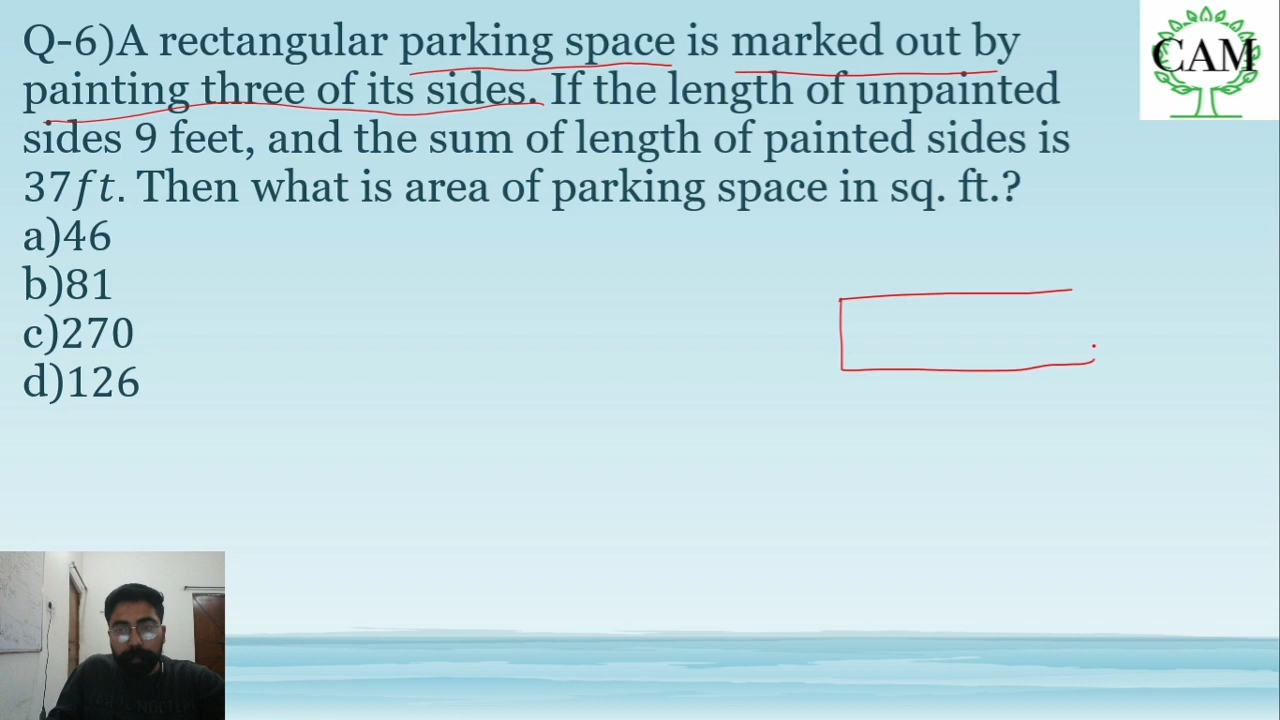 Q-6)A rectangular parking space is marked out by
painting three of its sides. If the length of unpainted
sides 9 feet, and the sum of length of painted sides is
37ft. Then what is area of parking space in sq. ft.?
a)46
b)81
c)270
d)126
CAM